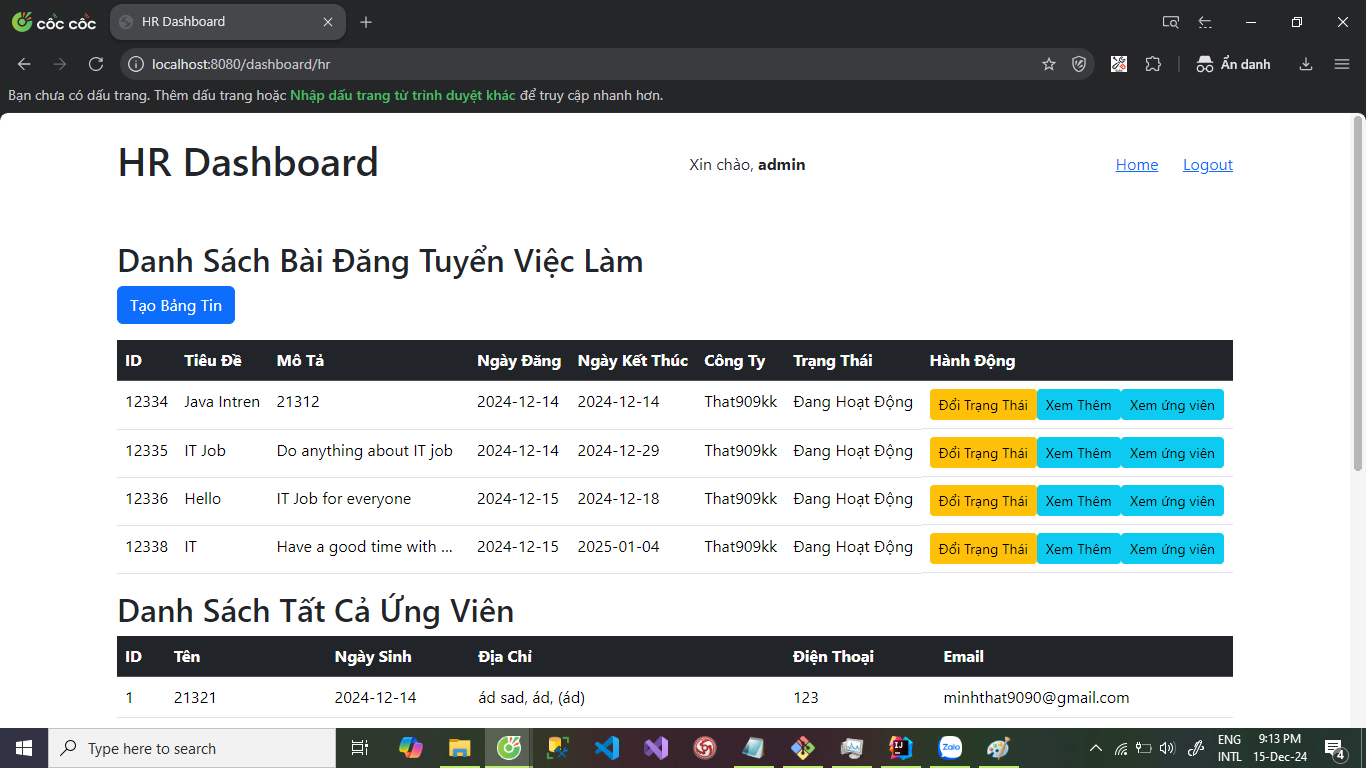 cốc cốc HR Dashboard
localhost:8080/dashboard/hr Ẩn danh
Bạn chưa có dấu trang. Thêm dấu trang hoặc Nhập dấu trang từ trình duyệt khác để truy cập nhanh hơn.
HR Dashboard Xin chào, admin Home Logout
Danh Sách Bài Đăng Tuyển Việc Làm
Tạo Bảng Tin
ID Tiêu Đề Mô Tả Ngày Đăng Ngày Kết Thúc Công Ty Trạng Thái Hành Động
12334 Java Intren 21312 2024-12-14 2024-12-14 That909kk Đang Hoạt Động Đổi Trạng Thái Xem Thêm Xem ứng viên
12335 IT Job Do anything about IT job 2024-12-14 2024-12-29 That909kk Đang Hoạt Động Đổi Trạng Thái Xem Thêm Xem ứng viên
12336 Hello IT Job for everyone 2024-12-15 2024-12-18 That909kk Đang Hoạt Động Đổi Trạng Thái Xem Thêm Xem ứng viên
12338 IT Have a good time with ... 2024-12-15 2025-01-04 That909kk Đang Hoạt Động Đổi Trạng Thái Xem Thêm Xem ứng viên
Danh Sách Tất Cả Ứng Viên
ID Tên Ngày Sinh Địa Chỉ Điện Thoại Email
1 21321 2024-12-14 ád sad, ád, (ád) 123 minhthat9090@gmail.com
Type here to search Zalo ENG 9:13 PM
INTL 15-Dec-24 4